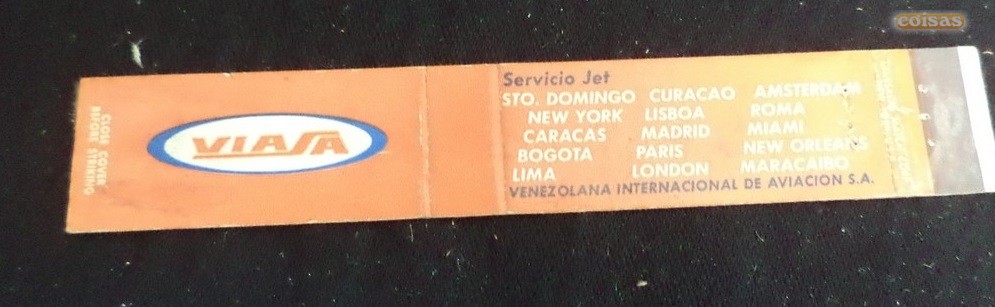 coisas
CLOSE COVER
BEFORE STRIKING
VIASA
Servicio Jet
STO. DOMINGO CURACAO AMSTERDAM
NEW YORK LISBOA ROMA
CARACAS MADRID MIAMI
BOGOTA PARIS NEW ORLEANS
LIMA LONDON MARACAIBO
VENEZOLANA INTERNACIONAL DE AVIACION S.A.